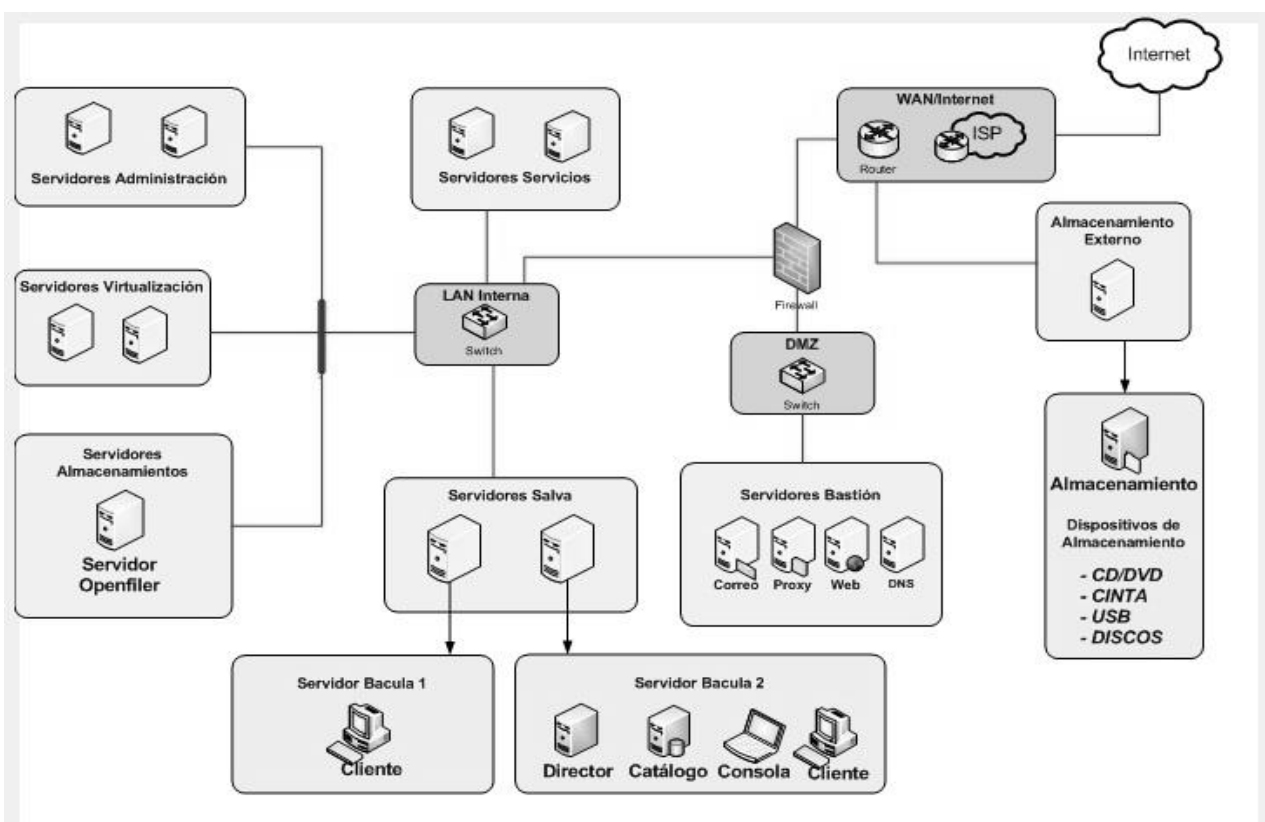 Internet
WAN/Internet
ISP
Router
Servidores Administración
Servidores Servicios
Almacenamiento
Externo
Servidores Virtualización
LAN Interna
Switch
Firewall
DMZ
Switch
Servidores
Almacenamientos
Servidor
Openfiler
Servidores Salva
Servidores Bastión
Correo
Proxy
Web
DNS
Almacenamiento
Dispositivos de
Almacenamiento
- CD/DVD
- CINTA
- USB
- DISCOS
Servidor Bacula 1
Cliente
Servidor Bacula 2
Director
Catálogo
Consola
Cliente